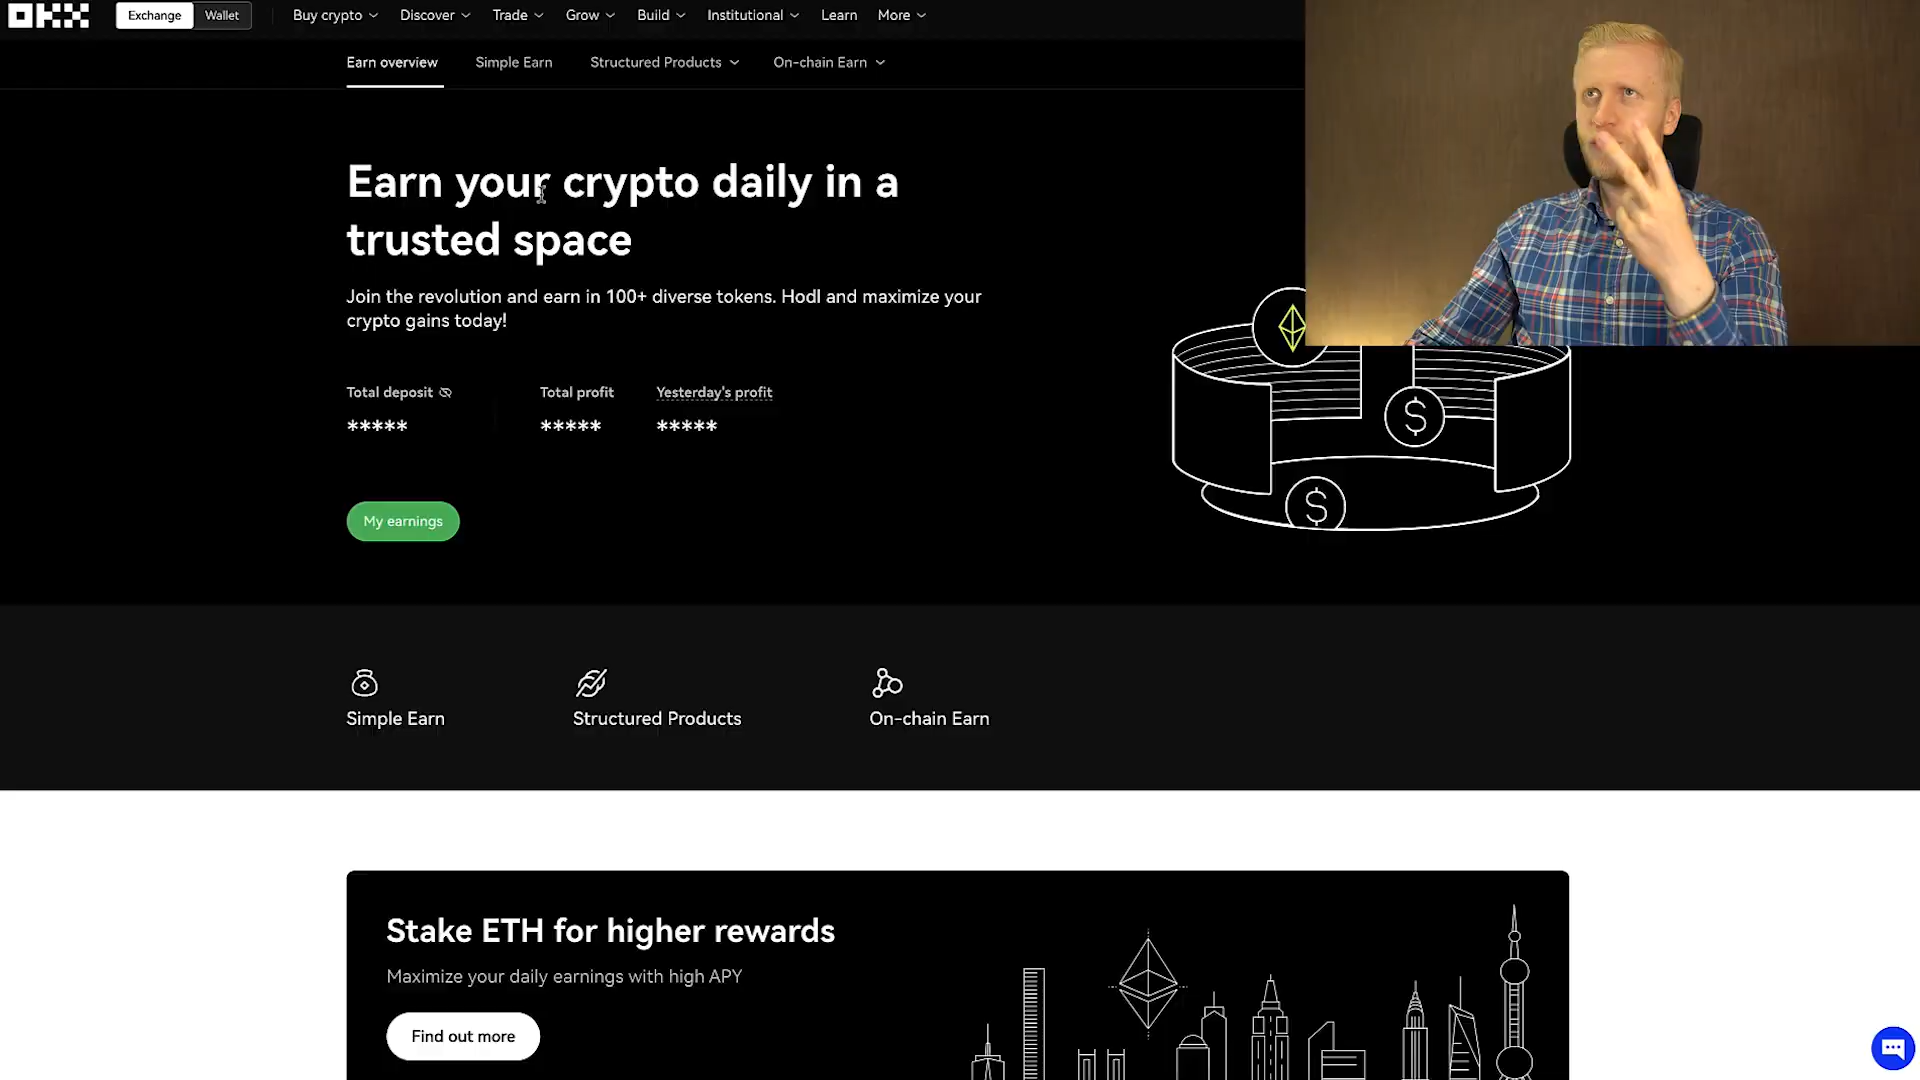 OKX
Exchange Wallet Buy crypto Discover Trade Grow Build Institutional Learn More
Earn overview Simple Earn Structured Products On-chain Earn
Earn your crypto daily in a
trusted space
Join the revolution and earn in 100+ diverse tokens. Hodl and maximize your
crypto gains today!
Total deposit Total profit Yesterday's profit
***** ***** *****
My earnings
Simple Earn Structured Products On-chain Earn
Stake ETH for higher rewards
Maximize your daily earnings with high APY
Find out more